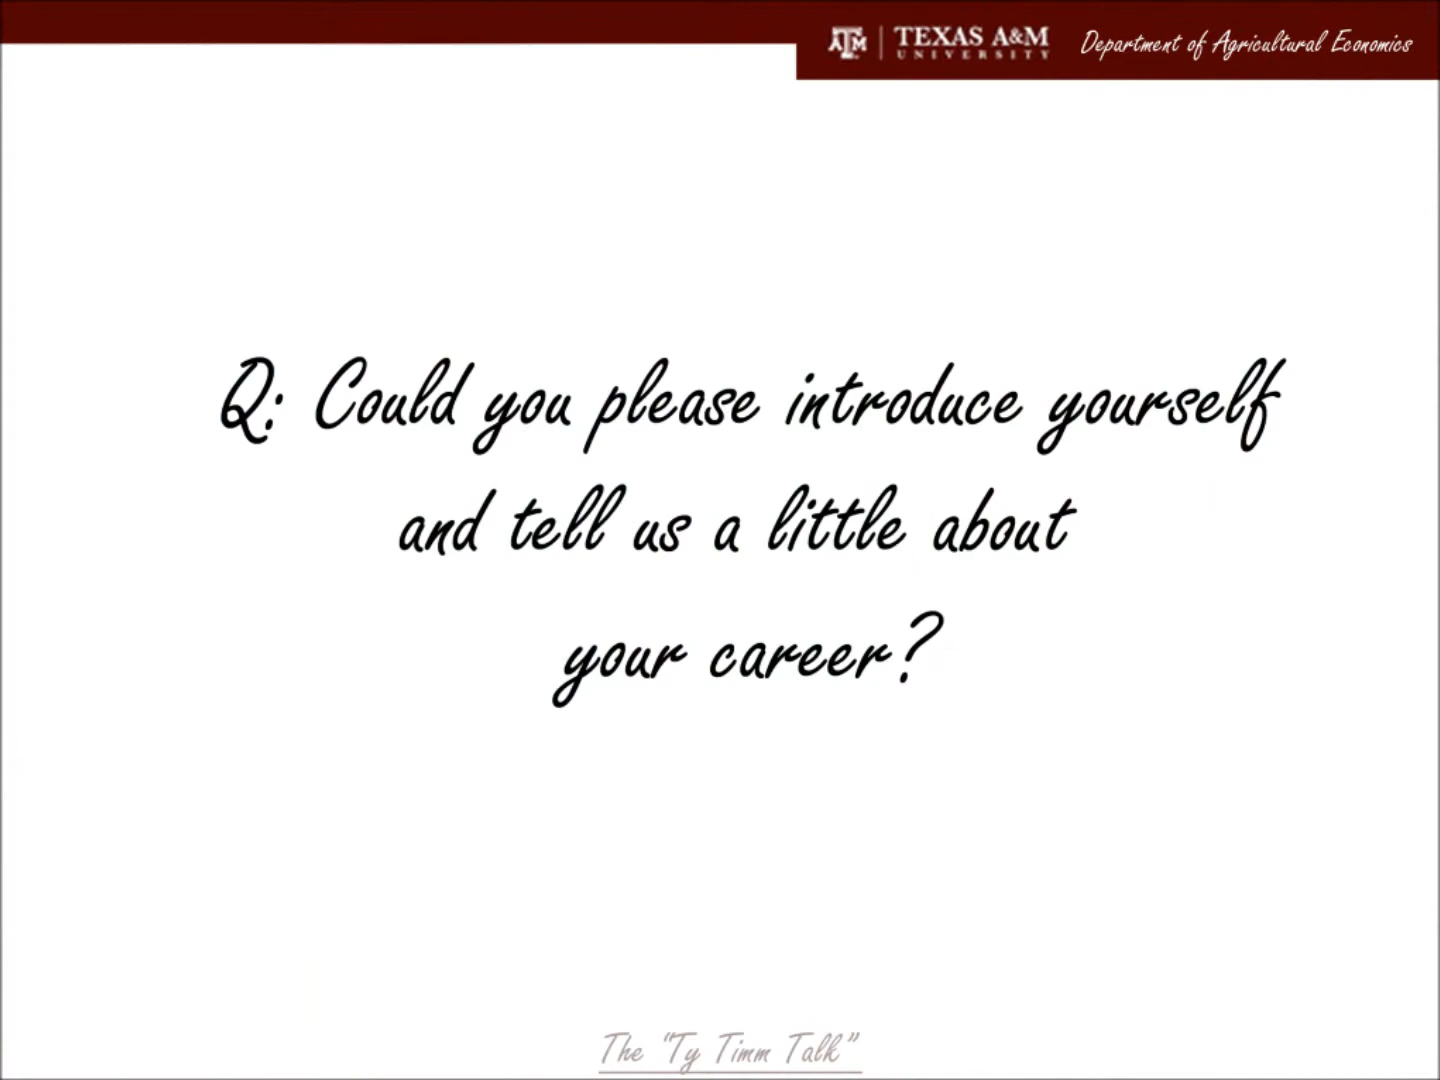 TEXAS A&M
UNIVERSITY
Department of Agricultural Economics
Q: Could you please introduce yourself
and tell us a little about
your career?
The "Ty Timm Talk"